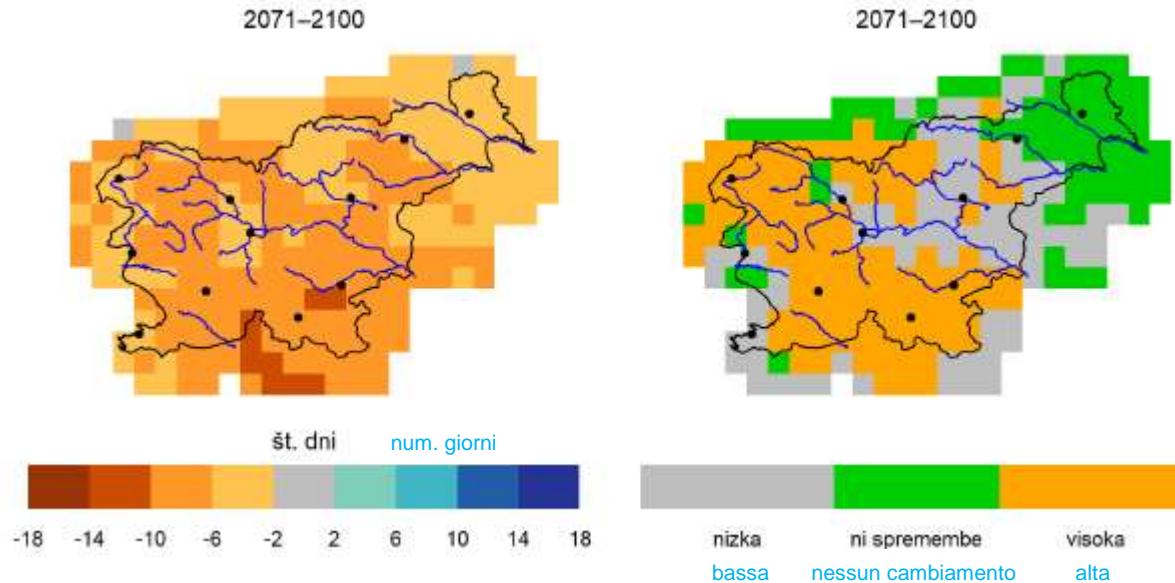 2071–2100
2071–2100
št. dni num. giorni
-18 -14 -10 -6 -2 2 6 10 14 18
nizka ni spremembe visoka
bassa nessun cambiamento alta